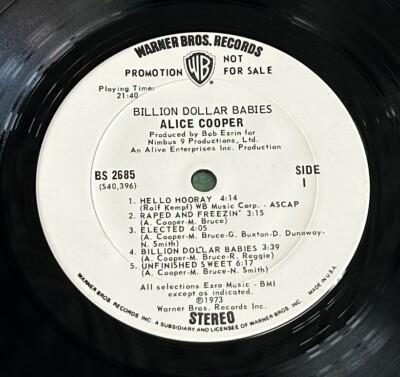 WARNER BROS. RECORDS
PROMOTION NOT FOR SALE
WB
Playing Time:
21:40
BILLION DOLLAR BABIES
ALICE COOPER
Produced by Bob Ezrin for
Nimbus 9 Productions, Ltd.
An Alive Enterprises Inc. Production
BS 2685
(S40,396)
SIDE
1
1. HELLO HOORAY 4:14
(Rolf Kempf) WB Music Corp. - ASCAP
2. RAPED AND FREEZIN' 3:15
(A. Cooper-M. Bruce)
3. ELECTED 4:05
(A. Cooper-M. Bruce-G. Buxton-D. Dunaway-
N. Smith)
4. BILLION DOLLAR BABIES 3:39
(A. Cooper-M. Bruce-R. Reggie)
5. UNFINISHED SWEET 6:17
(A. Cooper-M. Bruce-N. Smith)
All selections Ezra Music - BMI
except as indicated.
℗1973
Warner Bros. Records Inc.
STEREO
WARNER BROS. RECORDS INC. A SUBSIDIARY AND LICENSEE OF WARNER BROS. INC.
MADE IN U.S.A.